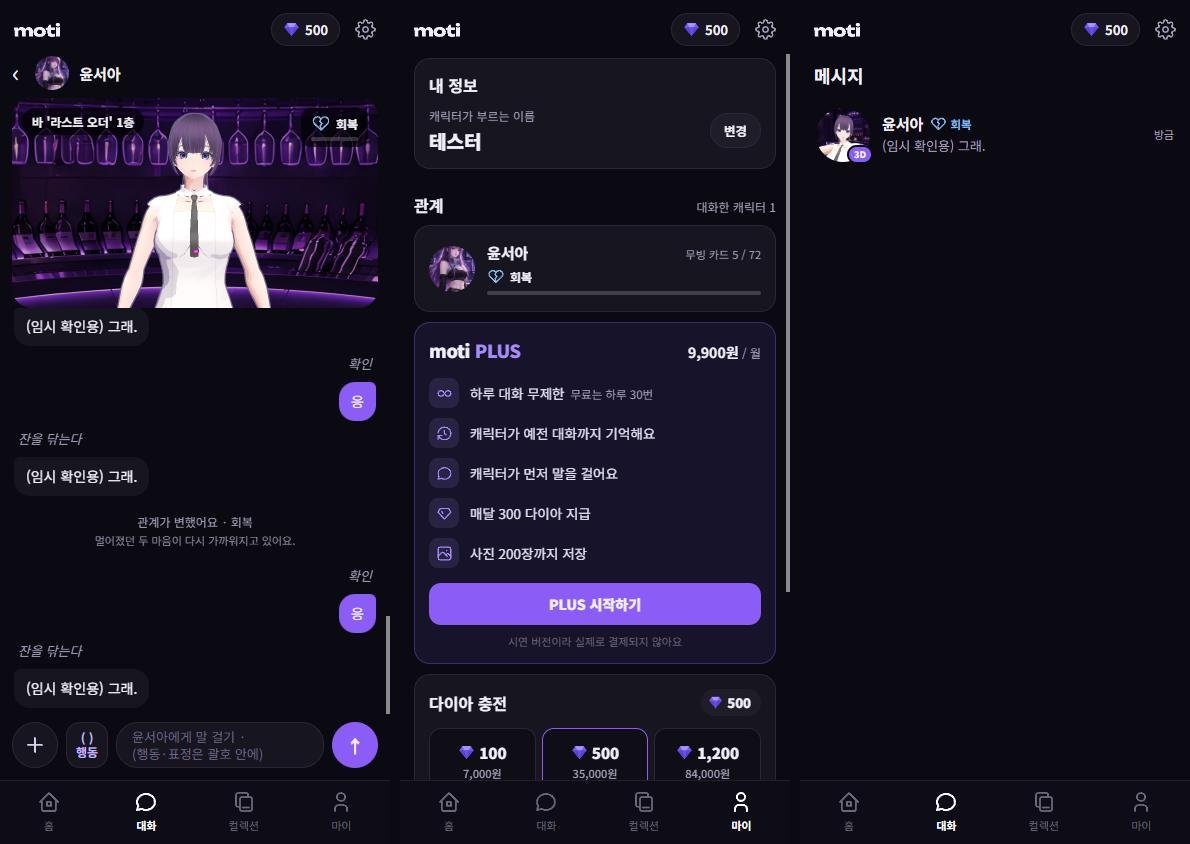 moti
500
윤서아
바 '라스트 오더' 1층
회복
(임시 확인용) 그래.
확인
웅
잔을 닦는다
(임시 확인용) 그래.
관계가 변했어요 · 회복
멀어졌던 두 마음이 다시 가까워지고 있어요.
확인
웅
잔을 닦는다
(임시 확인용) 그래.
( )
행동
윤서아에게 말 걸기 ·
(행동·표정은 괄호 안에)
홈
대화
컬렉션
마이
moti
500
내 정보
캐릭터가 부르는 이름
테스터
변경
관계
대화한 캐릭터 1
윤서아
무빙 카드 5 / 72
회복
moti PLUS
9,900원 / 월
하루 대화 무제한 무료는 하루 30번
캐릭터가 예전 대화까지 기억해요
캐릭터가 먼저 말을 걸어요
매달 300 다이아 지급
사진 200장까지 저장
PLUS 시작하기
시연 버전이라 실제로 결제되지 않아요
다이아 충전
500
100
7,000원
500
35,000원
1,200
84,000원
홈
대화
컬렉션
마이
moti
500
메시지
윤서아 회복
(임시 확인용) 그래.
방금
3D
홈
대화
컬렉션
마이